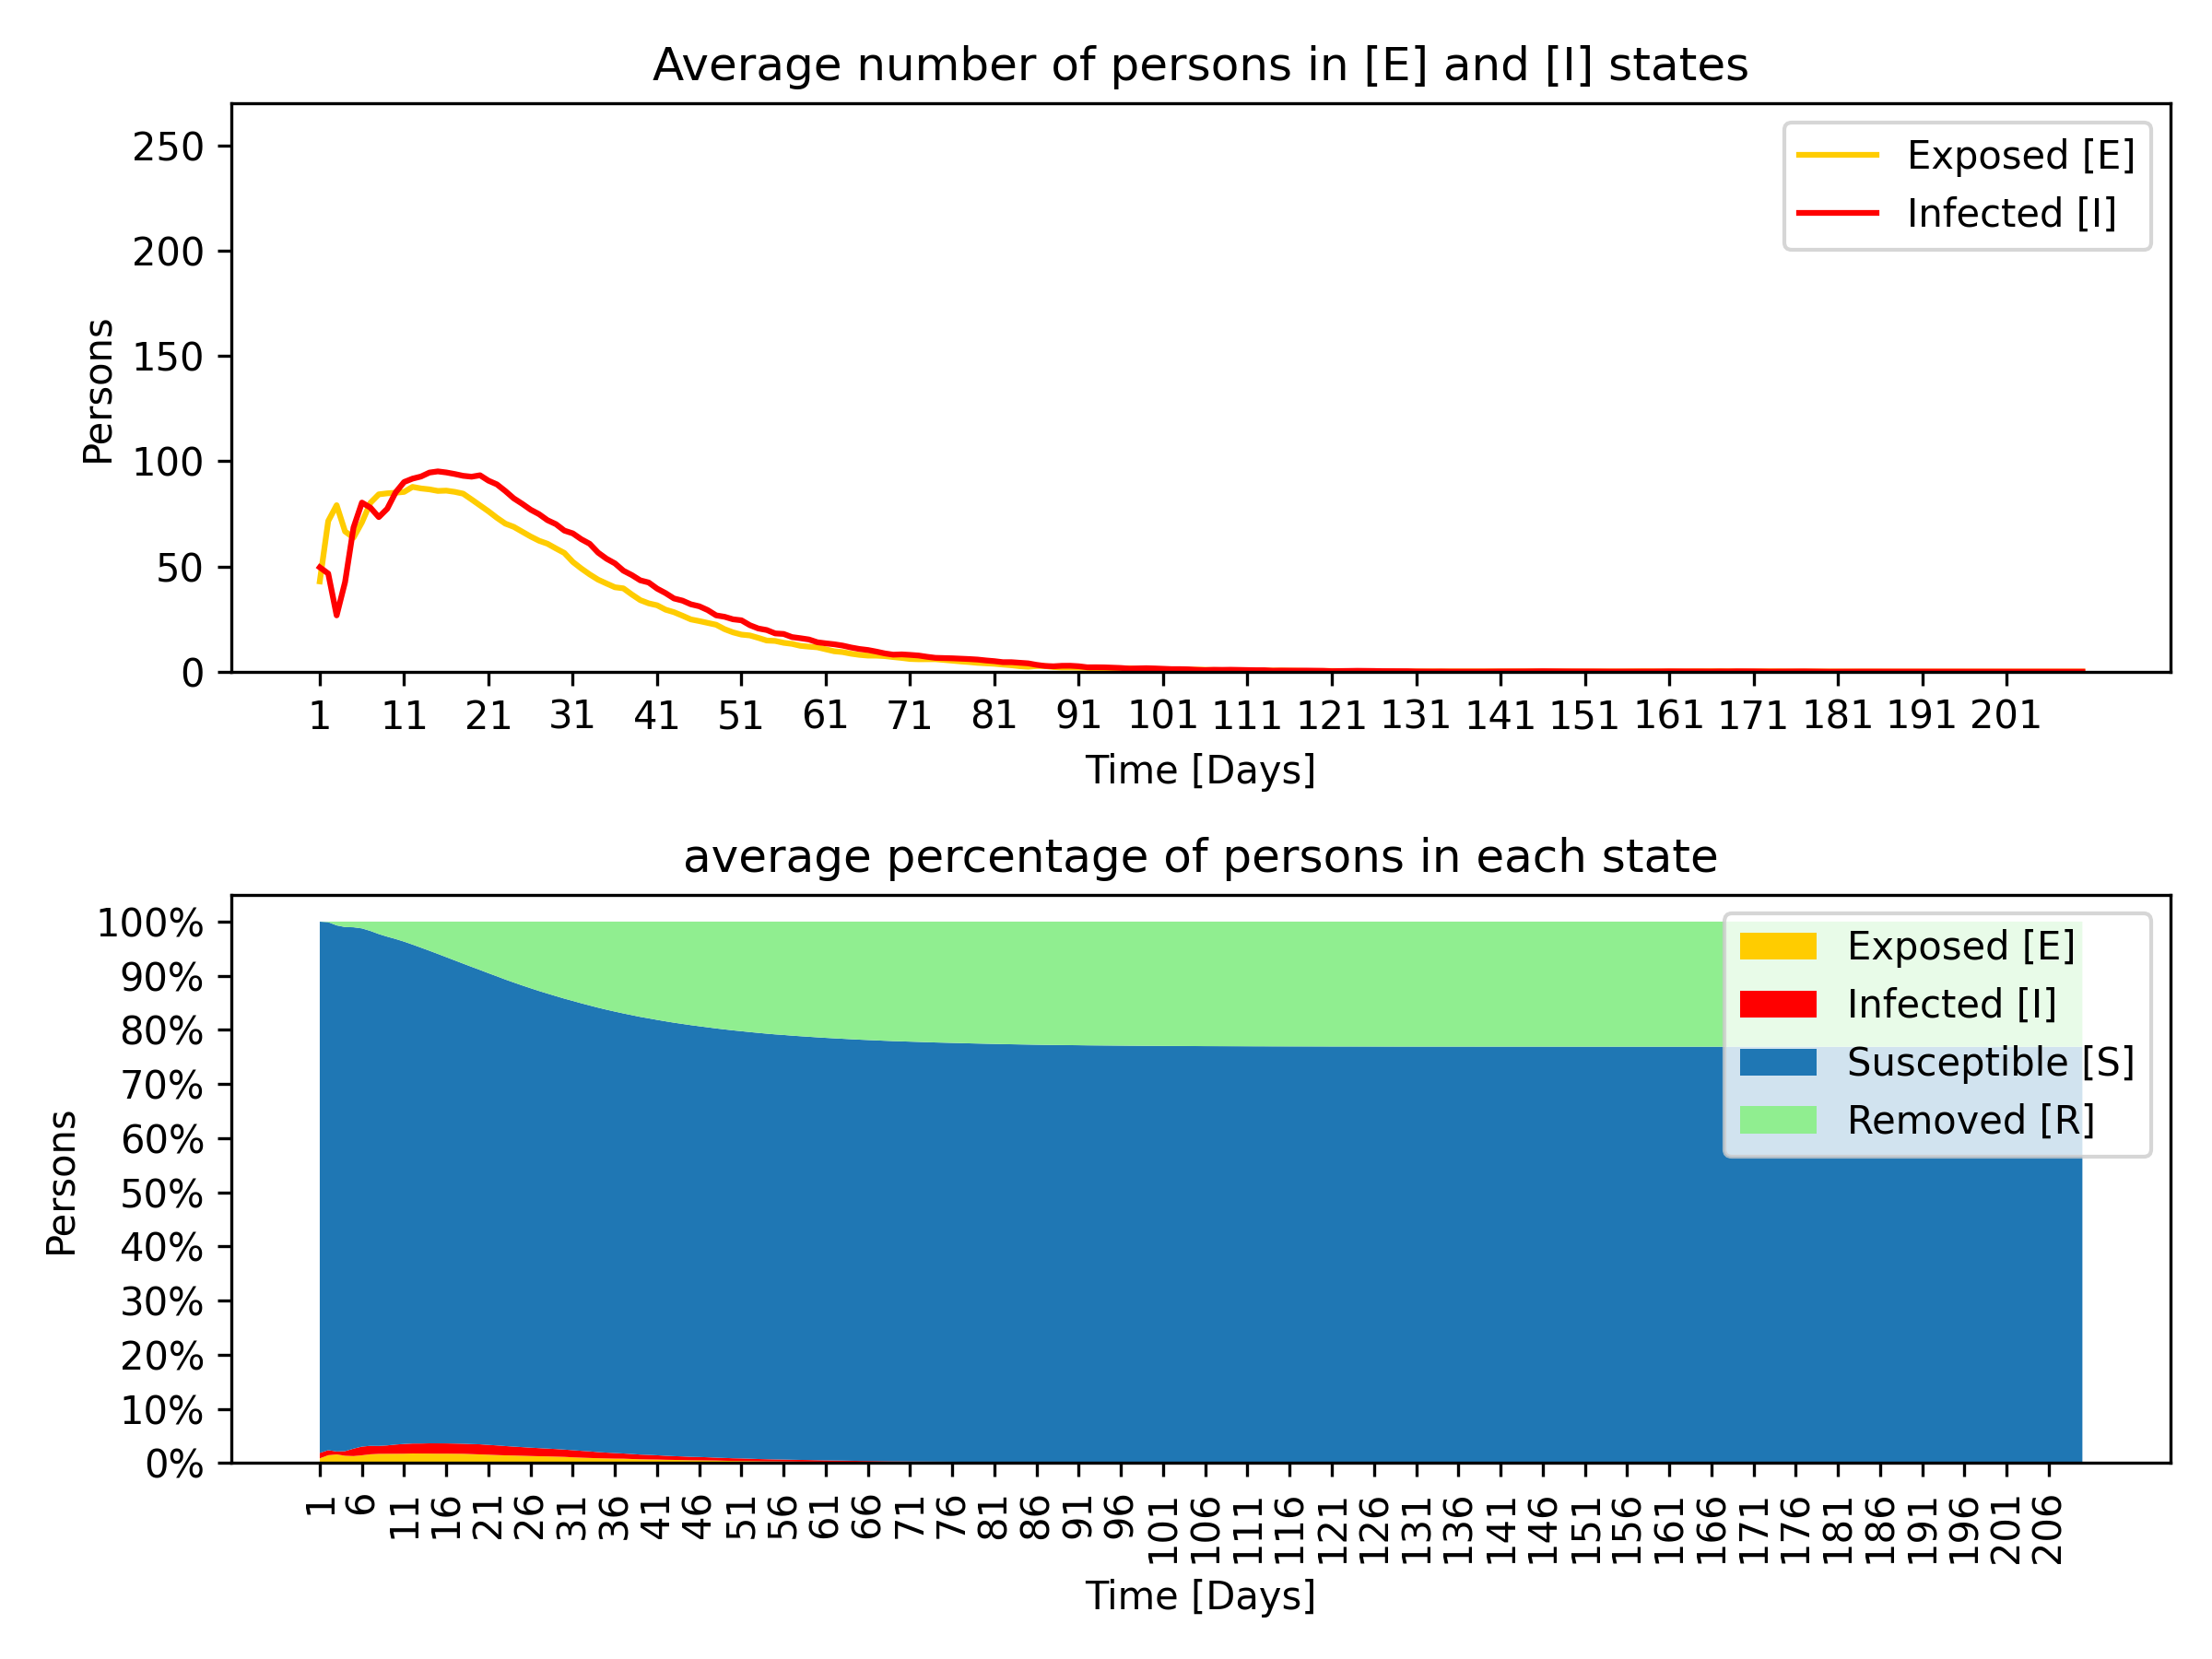 Average number of persons in [E] and [I] states
Persons
250
200
150
100
50
0
Exposed [E]
Infected [I]
1 11 21 31 41 51 61 71 81 91 101 111 121 131 141 151 161 171 181 191 201
Time [Days]
average percentage of persons in each state
Persons
100%
90%
80%
70%
60%
50%
40%
30%
20%
10%
0%
Exposed [E]
Infected [I]
Susceptible [S]
Removed [R]
1 6 11 16 21 26 31 36 41 46 51 56 61 66 71 76 81 86 91 96 101 106 111 116 121 126 131 136 141 146 151 156 161 166 171 176 181 186 191 196 201 206
Time [Days]